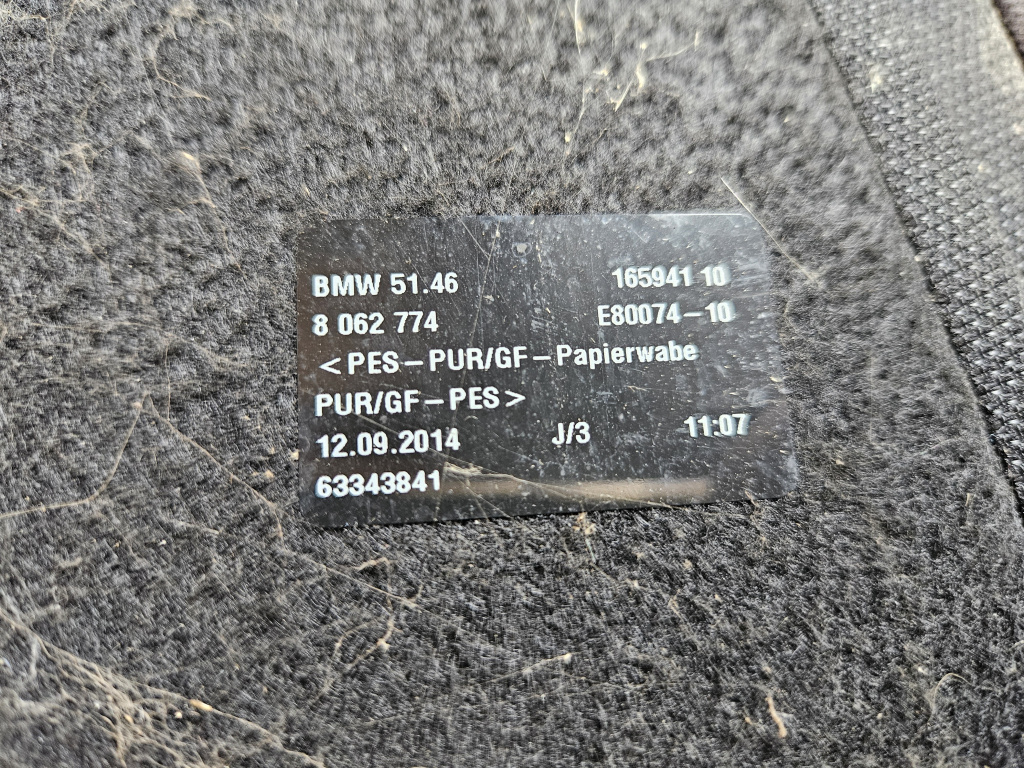 BMW 51.46 165941 10
8 062 774 E80074-10
<PES-PUR/GF-Papierwabe
PUR/GF-PES>
12.09.2014 J/3 11:07
63343841